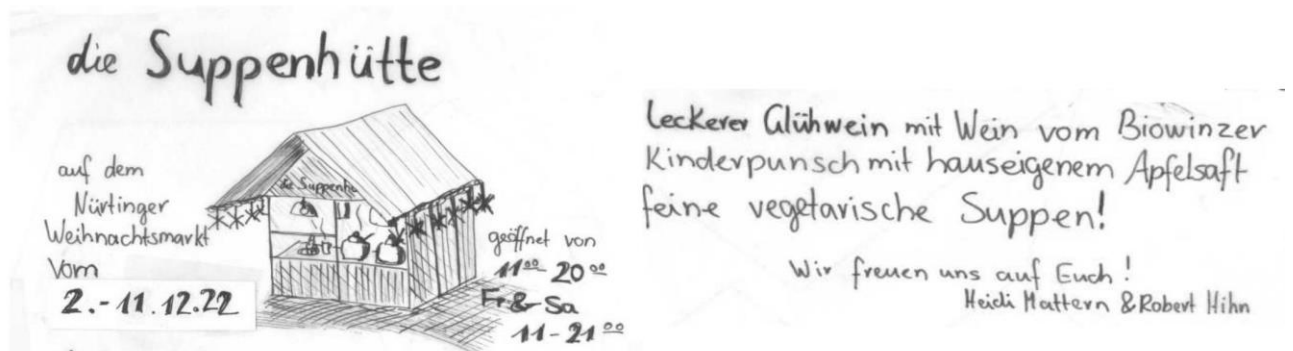 die Suppenhütte
auf dem
Nürtinger
Weihnachtsmarkt
vom
2. - 11.12.22
die Suppenhü
geöffnet von
11⁰⁰ 20⁰⁰
Fr & Sa
11 - 21⁰⁰
Leckerer Glühwein mit Wein vom Biowinzer
Kinderpunsch mit hauseigenem Apfelsaft
feine vegetarische Suppen!
Wir freuen uns auf Euch!
Heidi Mattern & Robert Hihn